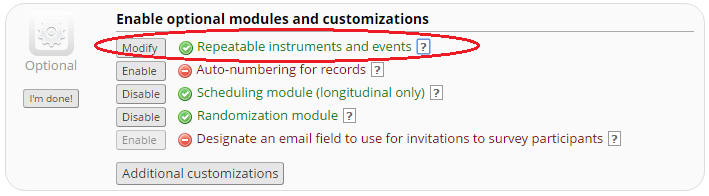 Enable optional modules and customizations
Modify Repeatable instruments and events ?
Optional
Enable Auto-numbering for records ?
I'm done!
Disable Scheduling module (longitudinal only) ?
Disable Randomization module ?
Enable Designate an email field to use for invitations to survey participants ?
Additional customizations